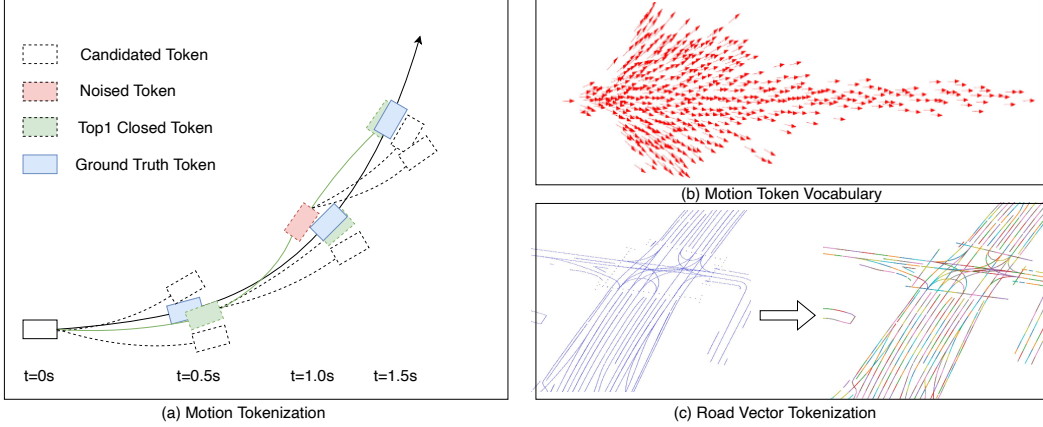 Candidated Token
Noised Token
Top1 Closed Token
Ground Truth Token
t=0s
t=0.5s
t=1.0s
t=1.5s
(a) Motion Tokenization
(b) Motion Token Vocabulary
(c) Road Vector Tokenization